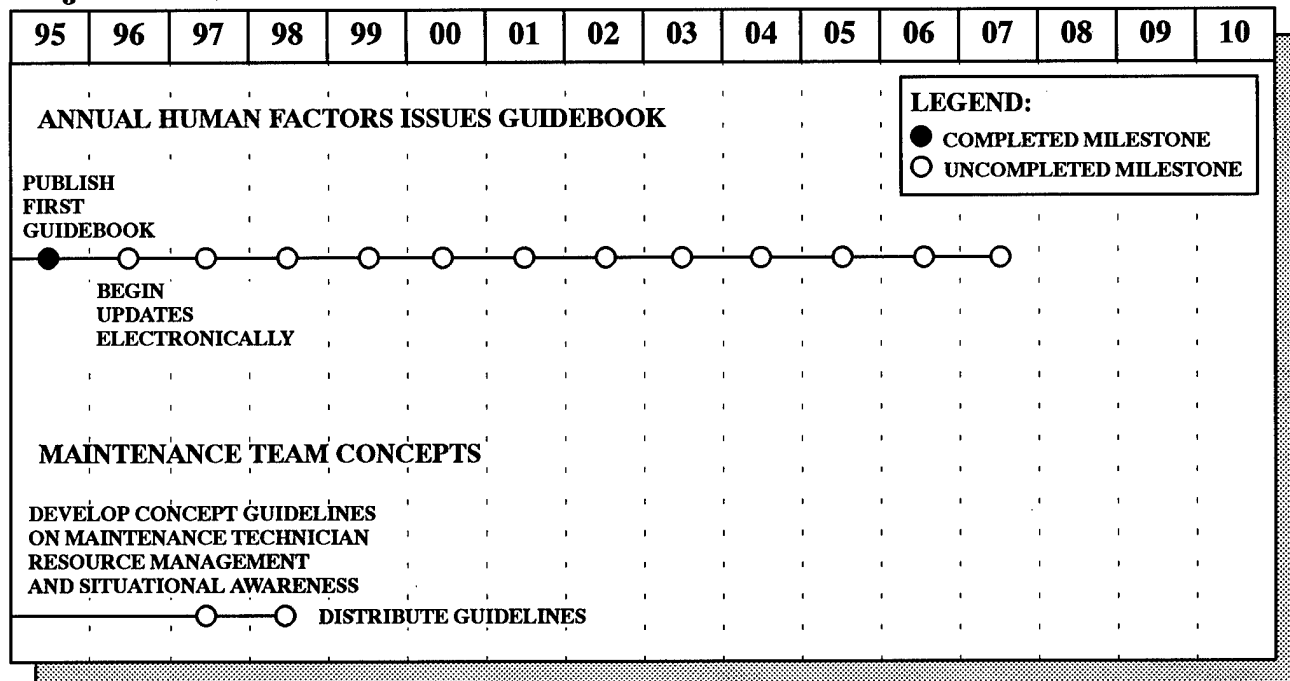 95 96 97 98 99 00 01 02 03 04 05 06 07 08 09 10
LEGEND:
COMPLETED MILESTONE
UNCOMPLETED MILESTONE
ANNUAL HUMAN FACTORS ISSUES GUIDEBOOK
PUBLISH
FIRST
GUIDEBOOK
BEGIN
UPDATES
ELECTRONICALLY
MAINTENANCE TEAM CONCEPTS
DEVELOP CONCEPT GUIDELINES
ON MAINTENANCE TECHNICIAN
RESOURCE MANAGEMENT
AND SITUATIONAL AWARENESS
DISTRIBUTE GUIDELINES